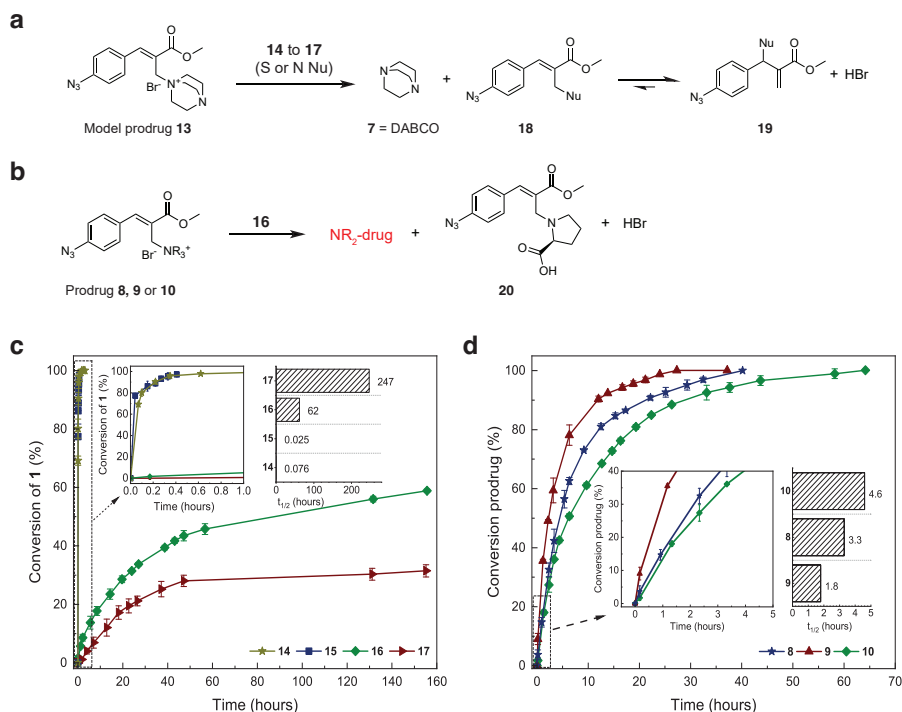 a
N3
O
O
Br-
N+
N
Model prodrug 13
14 to 17
(S or N Nu)
N
N
7 = DABCO
+
N3
O
O
Nu
18
Nu
O
O
N3
19
+ HBr
b
N3
O
O
Br-
NR3+
Prodrug 8, 9 or 10
16
NR2-drug
+
N3
O
O
N
O
OH
20
+
HBr
c
Conversion of 1 (%)
100
80
60
40
20
0
0 20 40 60 80 100 120 140 160
Time (hours)
Conversion of 1 (%)
100
80
60
40
20
0
0.0 0.2 0.4 0.6 0.8 1.0
Time (hours)
17
247
16
62
15
0.025
14
0.076
0 100 200
t1/2 (hours)
14 15 16 17
d
Conversion prodrug (%)
100
80
60
40
20
0
0 10 20 30 40 50 60 70
Time (hours)
Conversion prodrug (%)
40
30
20
10
0
0 1 2 3 4 5
Time (hours)
10
4.6
8
3.3
9
1.8
0 1 2 3 4 5
t1/2 (hours)
8 9 10